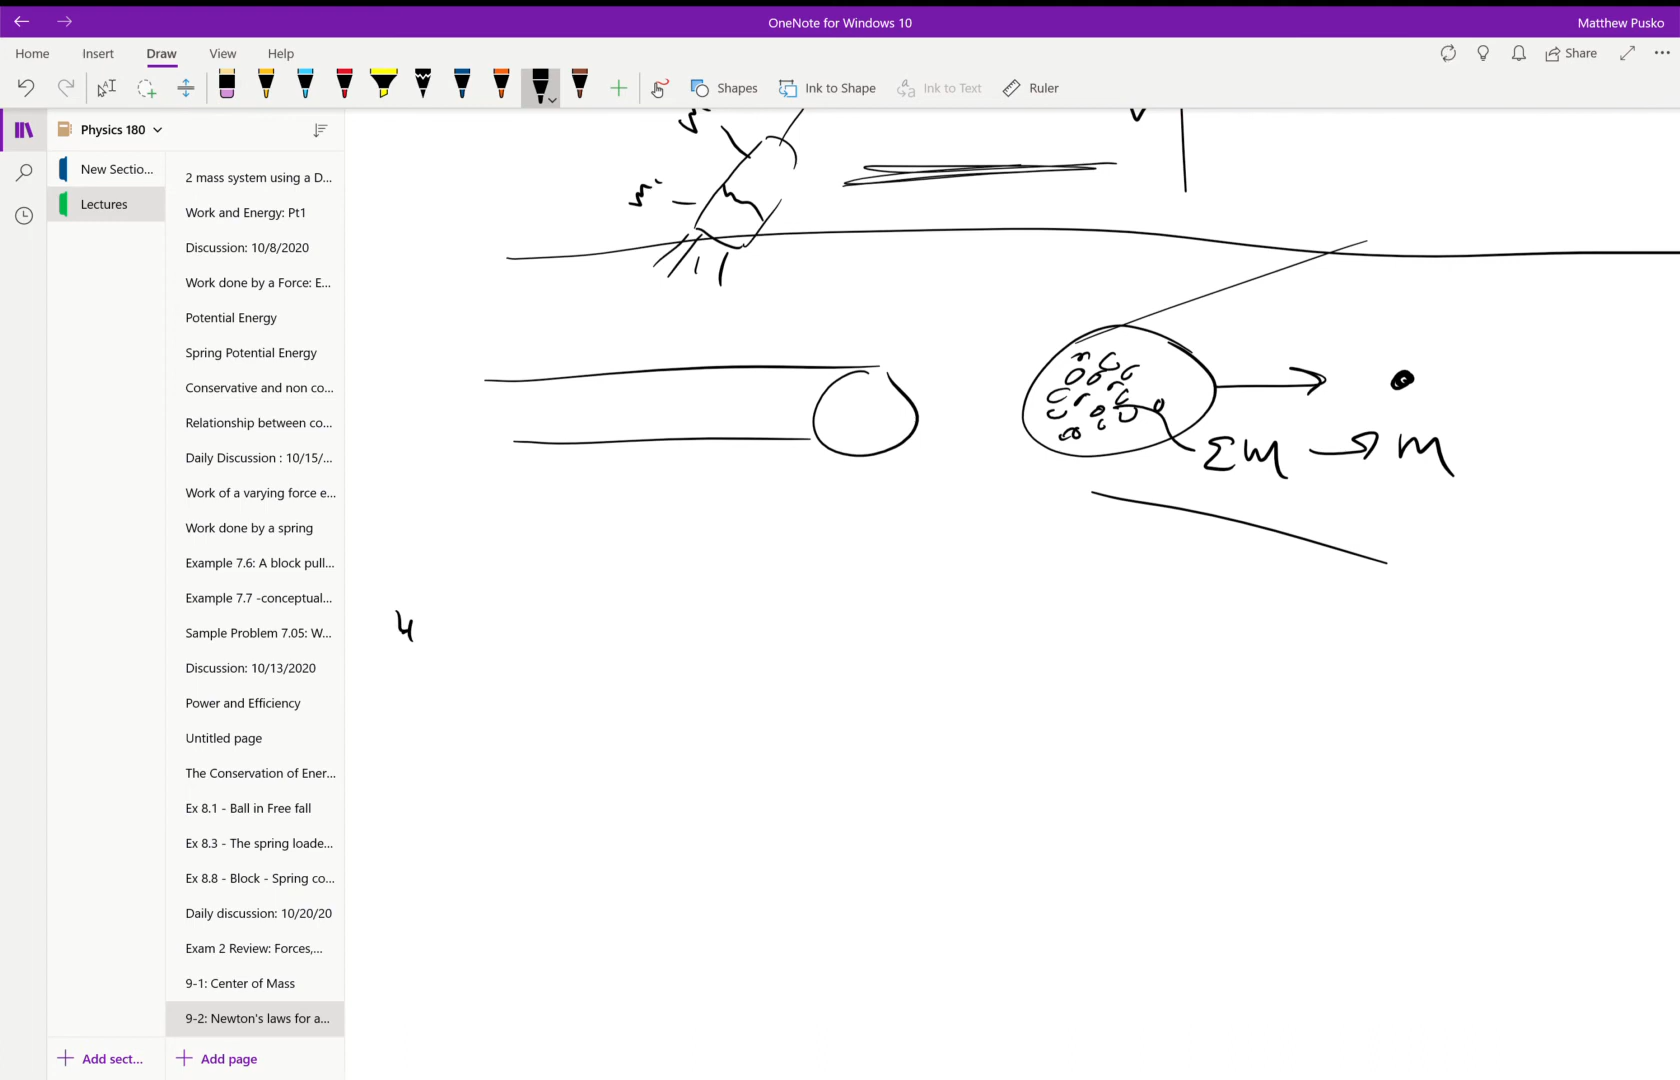 OneNote for Windows 10
Matthew Pusko
Home Insert Draw View Help
Share
Shapes Ink to Shape Ink to Text Ruler
Physics 180
New Sectio...
Lectures
2 mass system using a D...
Work and Energy: Pt1
Discussion: 10/8/2020
Work done by a Force: E...
Potential Energy
Spring Potential Energy
Conservative and non co...
Relationship between co...
Daily Discussion : 10/15/...
Work of a varying force e...
Work done by a spring
Example 7.6: A block pull...
Example 7.7 -conceptual...
Sample Problem 7.05: W...
Discussion: 10/13/2020
Power and Efficiency
Untitled page
The Conservation of Ener...
Ex 8.1 - Ball in Free fall
Ex 8.3 - The spring loade...
Ex 8.8 - Block - Spring co...
Daily discussion: 10/20/20
Exam 2 Review: Forces,...
9-1: Center of Mass
9-2: Newton's laws for a...
Add sect...
Add page
Σm → m